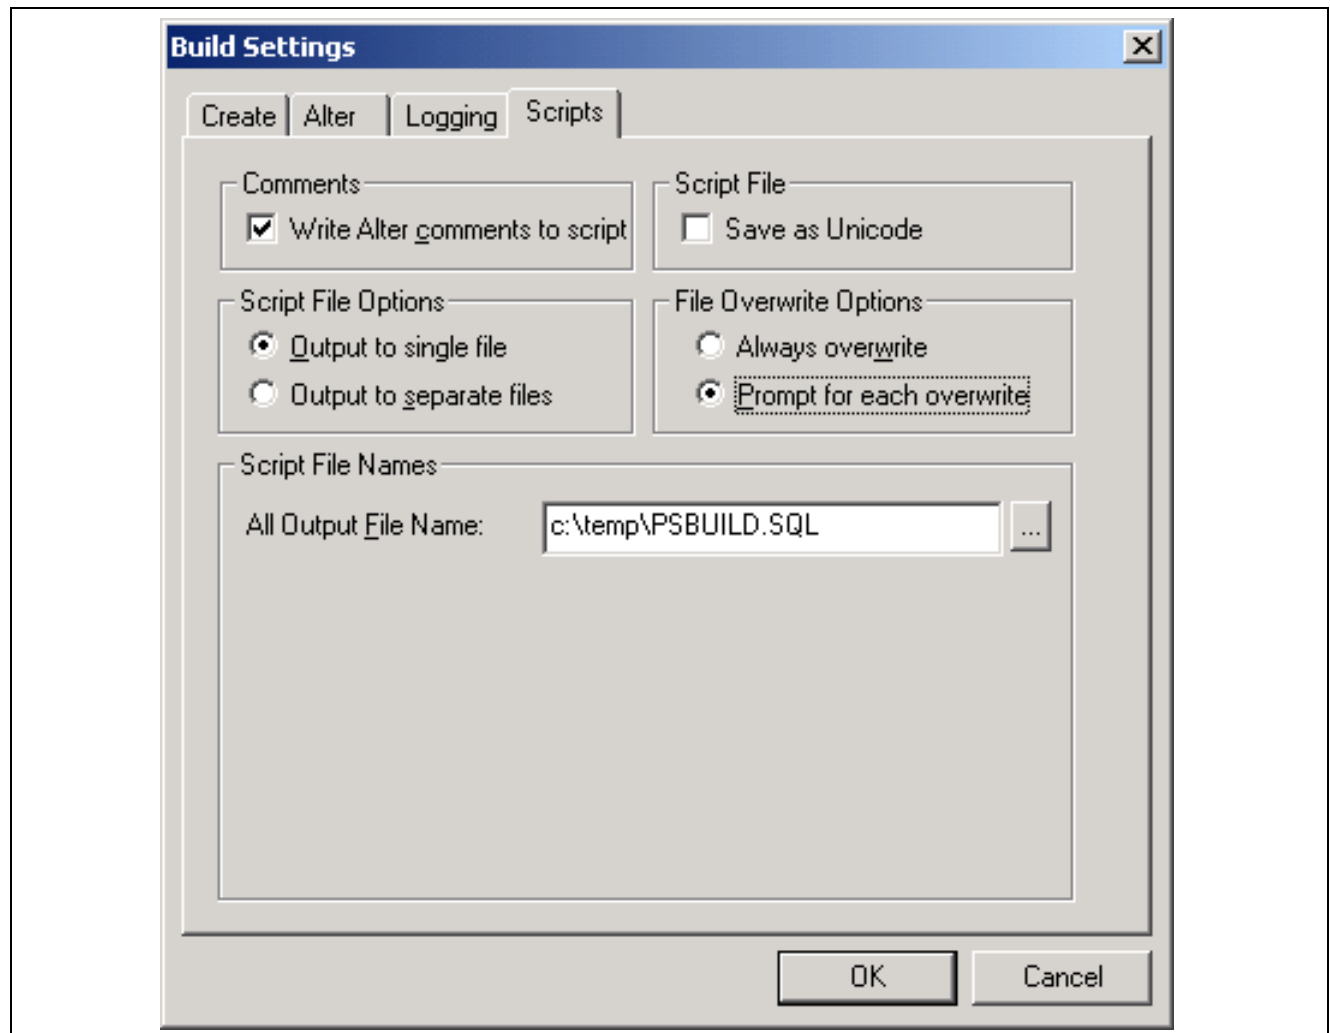 Build Settings
Create Alter Logging Scripts
Comments
Write Alter comments to script
Script File
Save as Unicode
Script File Options
Output to single file
Output to separate files
File Overwrite Options
Always overwrite
Prompt for each overwrite
Script File Names
All Output File Name: c:\temp\PSBUILD.SQL ...
OK Cancel